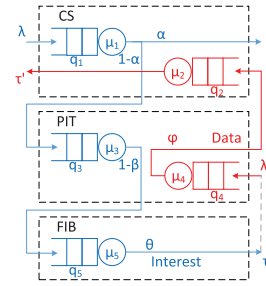 CS
λ
μ1
α
q1
1-α
μ2
τ'
q2
PIT
μ3
φ
Data
q3
1-β
μ4
λ
q4
FIB
μ5
θ
Interest
q5